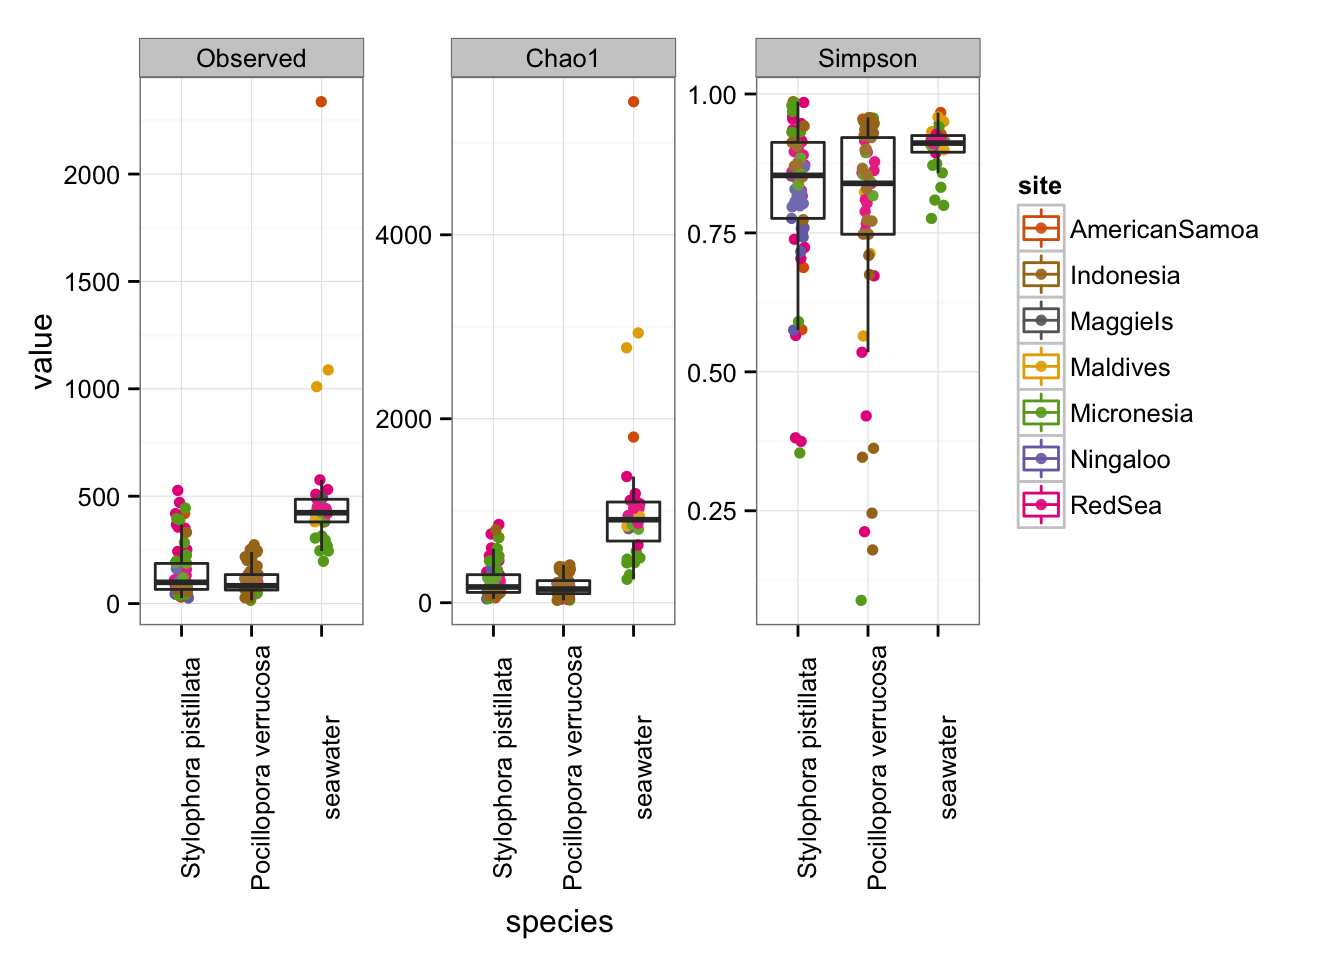 Observed
Chao1
Simpson
value
2000
1500
1000
500
0
4000
2000
0
1.00
0.75
0.50
0.25
Stylophora pistillata
Pocillopora verrucosa
seawater
Stylophora pistillata
Pocillopora verrucosa
seawater
Stylophora pistillata
Pocillopora verrucosa
seawater
species
site
AmericanSamoa
Indonesia
MaggieIs
Maldives
Micronesia
Ningaloo
RedSea